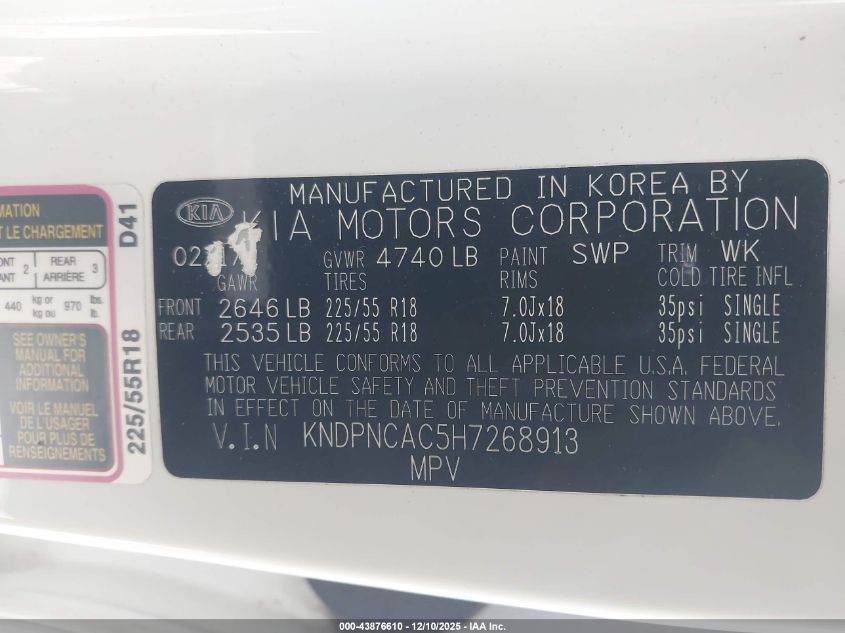 MATION
T LE CHARGEMENT
ONT 2 REAR 3
ANT ARRIÈRE
440 kg or 970 lbs.
kg ou lb.
SEE OWNER'S
MANUAL FOR
ADDITIONAL
INFORMATION
VOIR LE MANUEL
DE L'USAGER
POUR PLUS DE
RENSEIGNEMENTS
225/55R18 D41
KIA
MANUFACTURED IN KOREA BY
KIA MOTORS CORPORATION
GVWR 4740 LB PAINT SWP TRIM WK
GAWR TIRES RIMS COLD TIRE INFL
FRONT 2646 LB 225/55 R18 7.0Jx18 35psi SINGLE
REAR 2535 LB 225/55 R18 7.0Jx18 35psi SINGLE
THIS VEHICLE CONFORMS TO ALL APPLICABLE U.S.A. FEDERAL
MOTOR VEHICLE SAFETY AND THEFT PREVENTION STANDARDS
IN EFFECT ON THE DATE OF MANUFACTURE SHOWN ABOVE.
V.I.N KNDPNCAC5H7268913
MPV
000-43876610 - 12/10/2025 - IAA Inc.